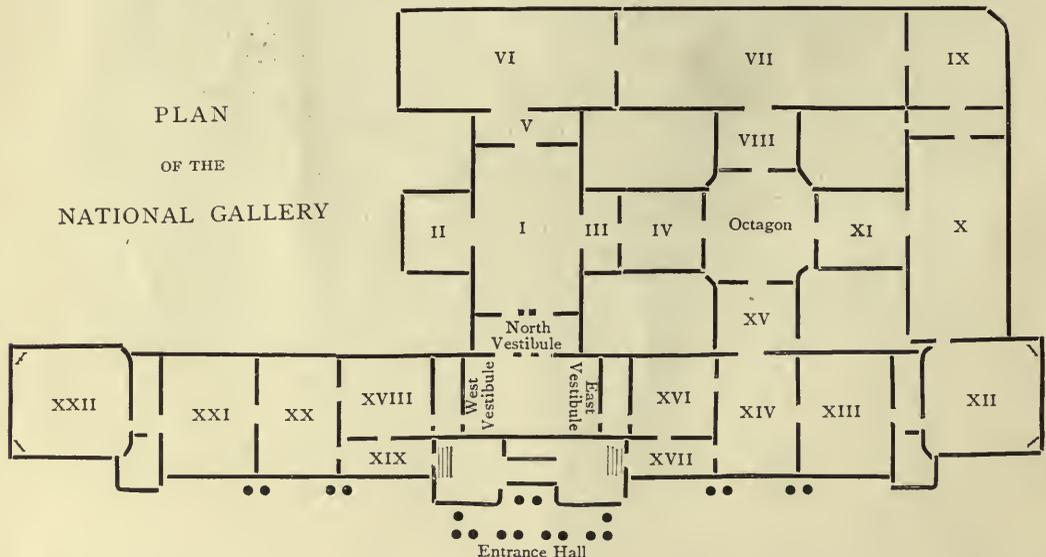 PLAN
OF THE
NATIONAL GALLERY
VI
VII
IX
V
VIII
II
I
III
IV
Octagon
XI
X
North
Vestibule
XV
XXII
XXI
XX
XVIII
West
Vestibule
East
Vestibule
XVI
XIV
XIII
XII
XIX
XVII
Entrance Hall